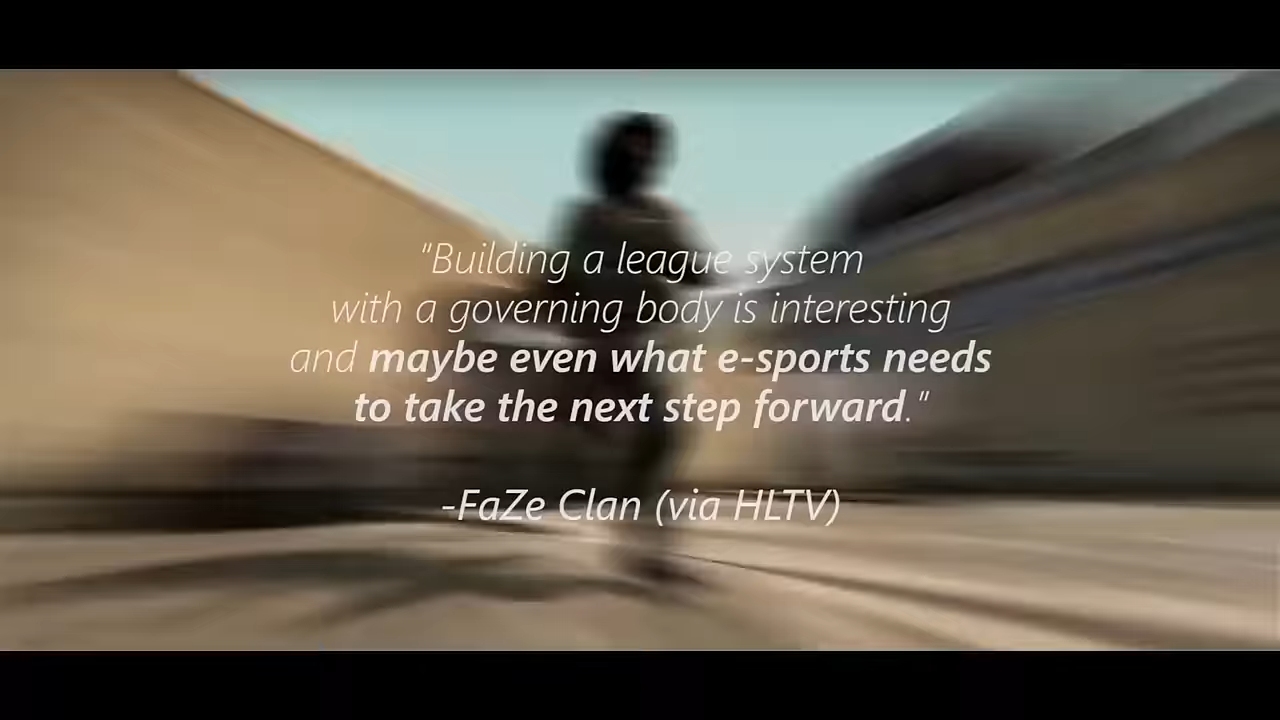 "Building a league system
with a governing body is interesting
and maybe even what e-sports needs
to take the next step forward."
-FaZe Clan (via HLTV)